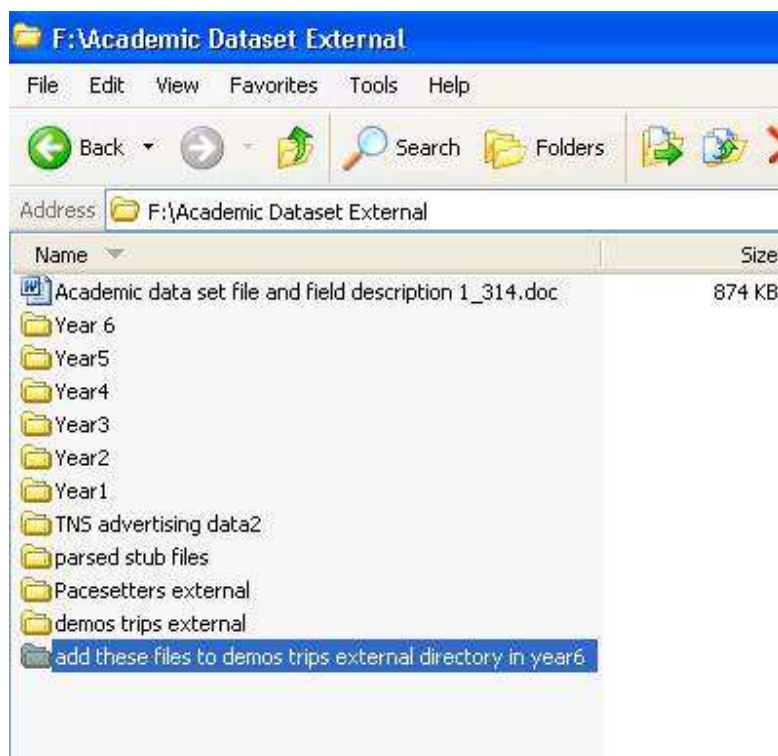 F:\Academic Dataset External
File Edit View Favorites Tools Help
Back Search Folders
Address F:\Academic Dataset External
Name Size
Academic data set file and field description 1_314.doc 874 KB
Year 6
Year5
Year4
Year3
Year2
Year1
TNS advertising data2
parsed stub files
Pacesetters external
demos trips external
add these files to demos trips external directory in year6